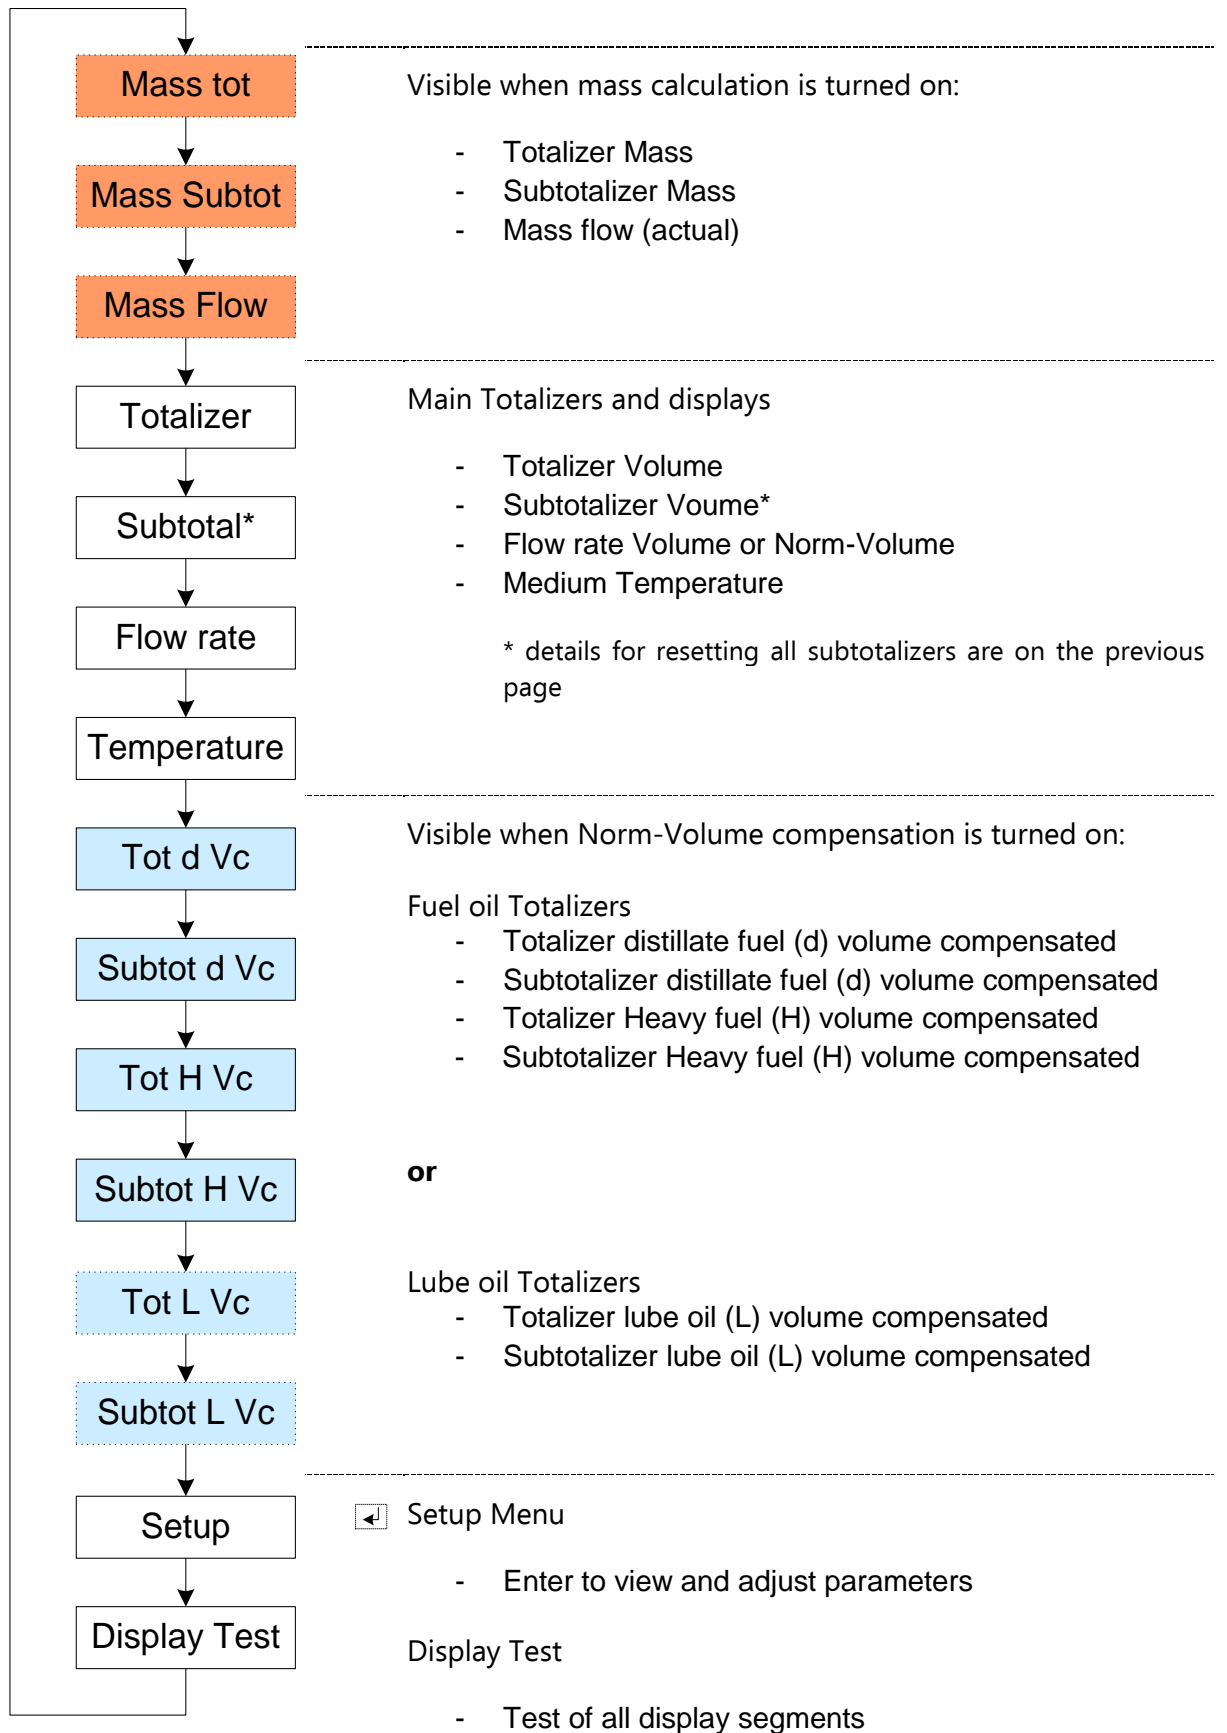 Mass tot
Mass Subtot
Mass Flow
Totalizer
Subtotal*
Flow rate
Temperature
Tot d Vc
Subtot d Vc
Tot H Vc
Subtot H Vc
Tot L Vc
Subtot L Vc
Setup
Display Test
Visible when mass calculation is turned on:
- Totalizer Mass
- Subtotalizer Mass
- Mass flow (actual)
Main Totalizers and displays
- Totalizer Volume
- Subtotalizer Voume*
- Flow rate Volume or Norm-Volume
- Medium Temperature
* details for resetting all subtotalizers are on the previous
page
Visible when Norm-Volume compensation is turned on:
Fuel oil Totalizers
- Totalizer distillate fuel (d) volume compensated
- Subtotalizer distillate fuel (d) volume compensated
- Totalizer Heavy fuel (H) volume compensated
- Subtotalizer Heavy fuel (H) volume compensated
or
Lube oil Totalizers
- Totalizer lube oil (L) volume compensated
- Subtotalizer lube oil (L) volume compensated
Setup Menu
- Enter to view and adjust parameters
Display Test
- Test of all display segments